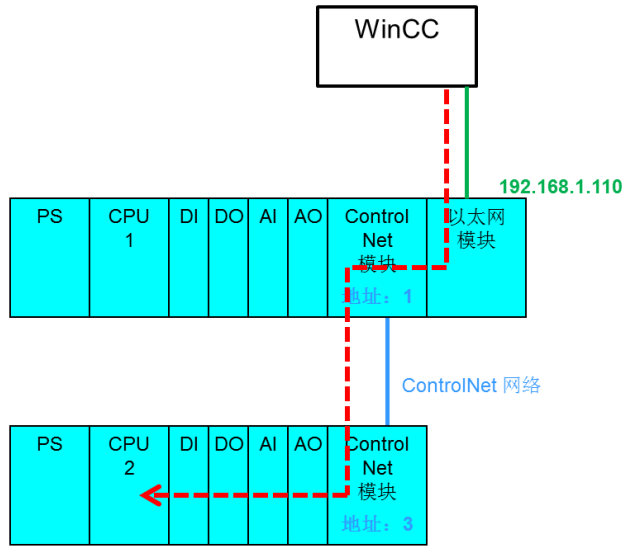 WinCC
192.168.1.110
PS CPU DI DO AI AO Control 以太网
1 Net 模块
模块
地址：1
ControlNet 网络
PS CPU DI DO AI AO Control
2 Net
模块
地址：3